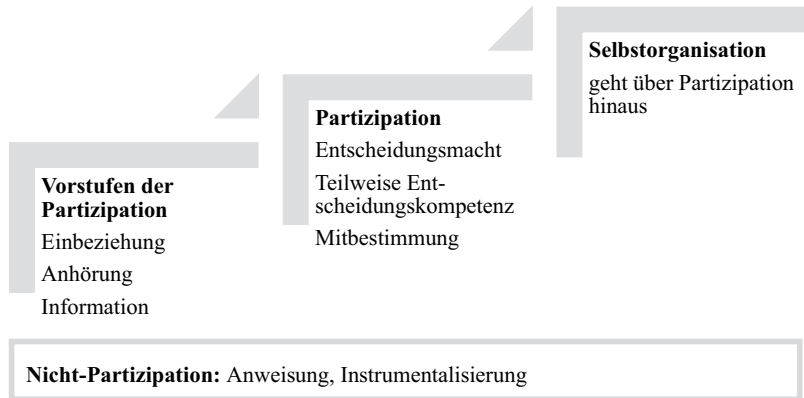 Vorstufen der
Partizipation
Einbeziehung
Anhörung
Information
Partizipation
Entscheidungsmacht
Teilweise Ent-
scheidungskompetenz
Mitbestimmung
Selbstorganisation
geht über Partizipation
hinaus
Nicht-Partizipation: Anweisung, Instrumentalisierung